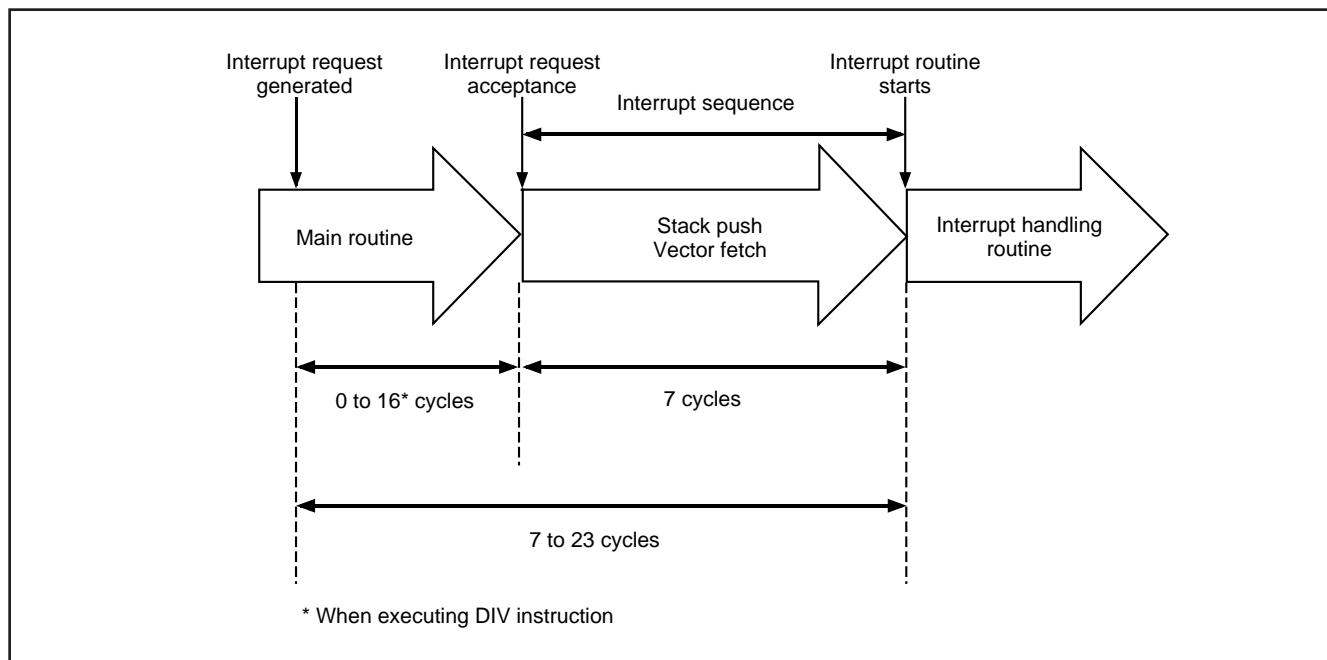 Interrupt request
generated
Interrupt request
acceptance
Interrupt routine
starts
Interrupt sequence
Main routine
Stack push
Vector fetch
Interrupt handling
routine
0 to 16* cycles
7 cycles
7 to 23 cycles
* When executing DIV instruction